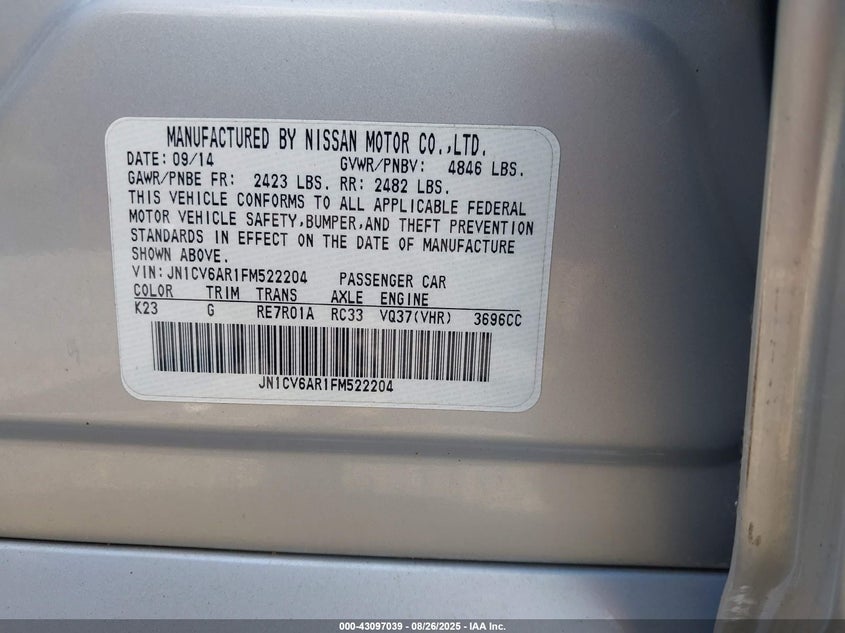 MANUFACTURED BY NISSAN MOTOR CO.,LTD.
DATE: 09/14 GVWR/PNBV: 4846 LBS.
GAWR/PNBE FR: 2423 LBS. RR: 2482 LBS.
THIS VEHICLE CONFORMS TO ALL APPLICABLE FEDERAL
MOTOR VEHICLE SAFETY,BUMPER,AND THEFT PREVENTION
STANDARDS IN EFFECT ON THE DATE OF MANUFACTURE
SHOWN ABOVE.
VIN:JN1CV6AR1FM522204 PASSENGER CAR
COLOR TRIM TRANS AXLE ENGINE
K23 G RE7R01A RC33 VQ37(VHR) 3696CC
JN1CV6AR1FM522204
000-43097039 - 08/26/2025 - IAA Inc.